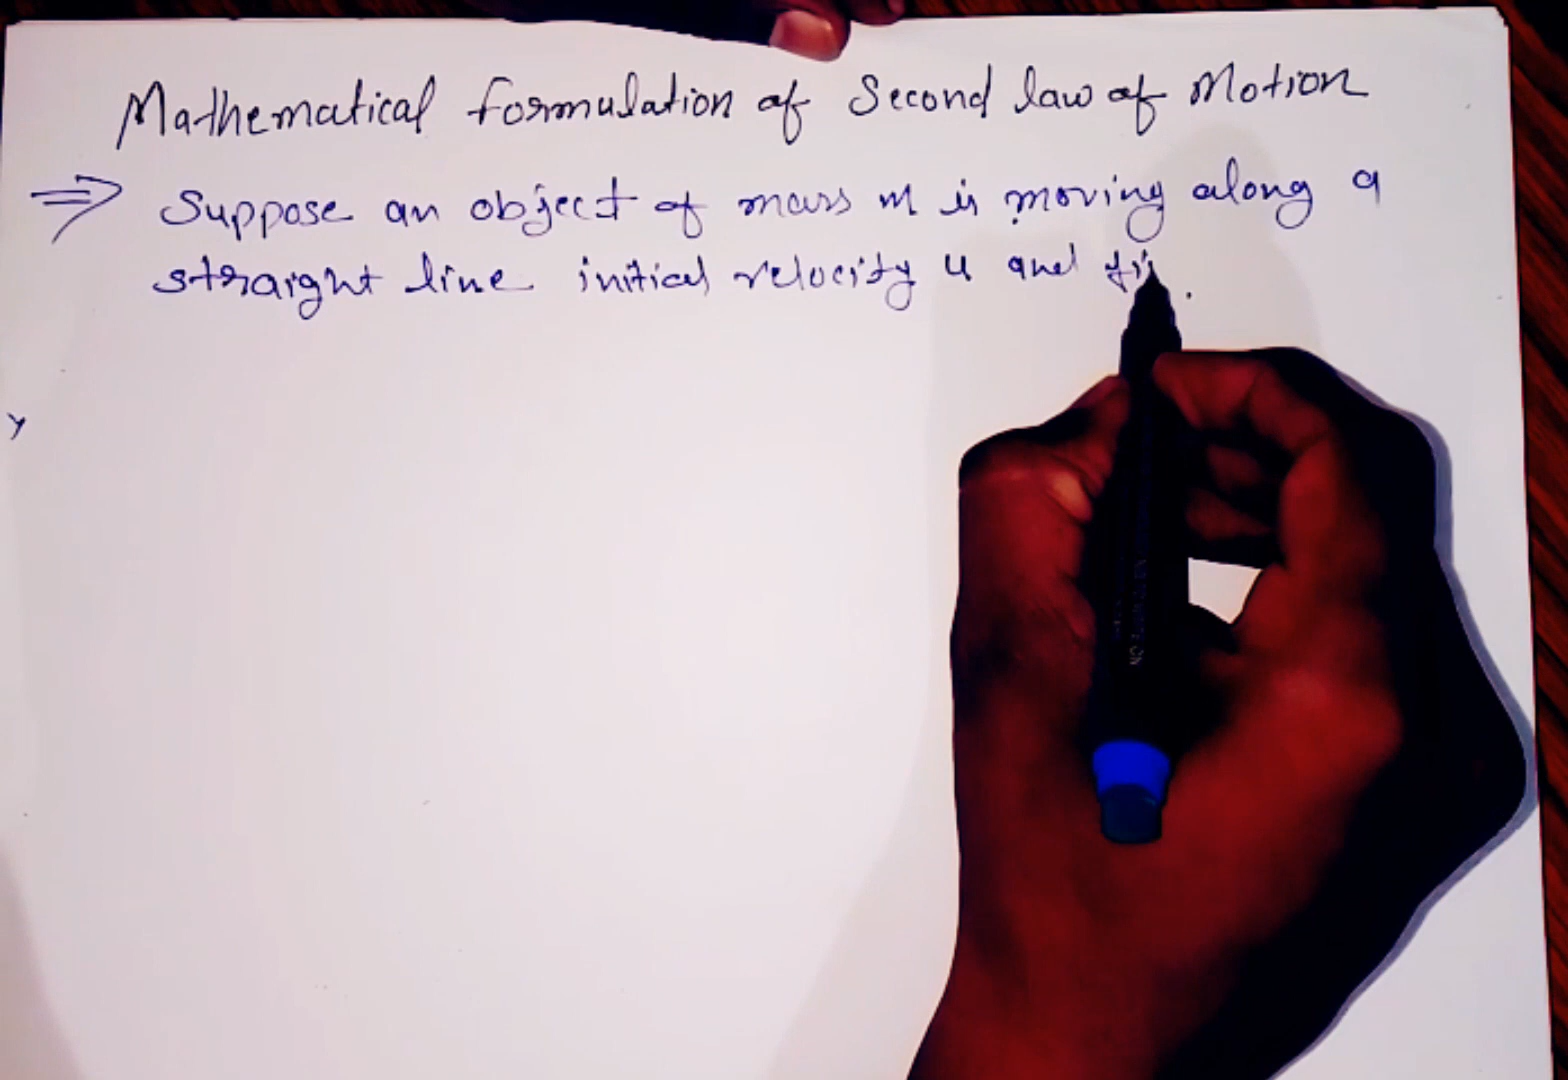 Mathematical formulation of Second law of Motion
⇒ Suppose an object of mass m is moving along a
straight line initial velocity u and fi